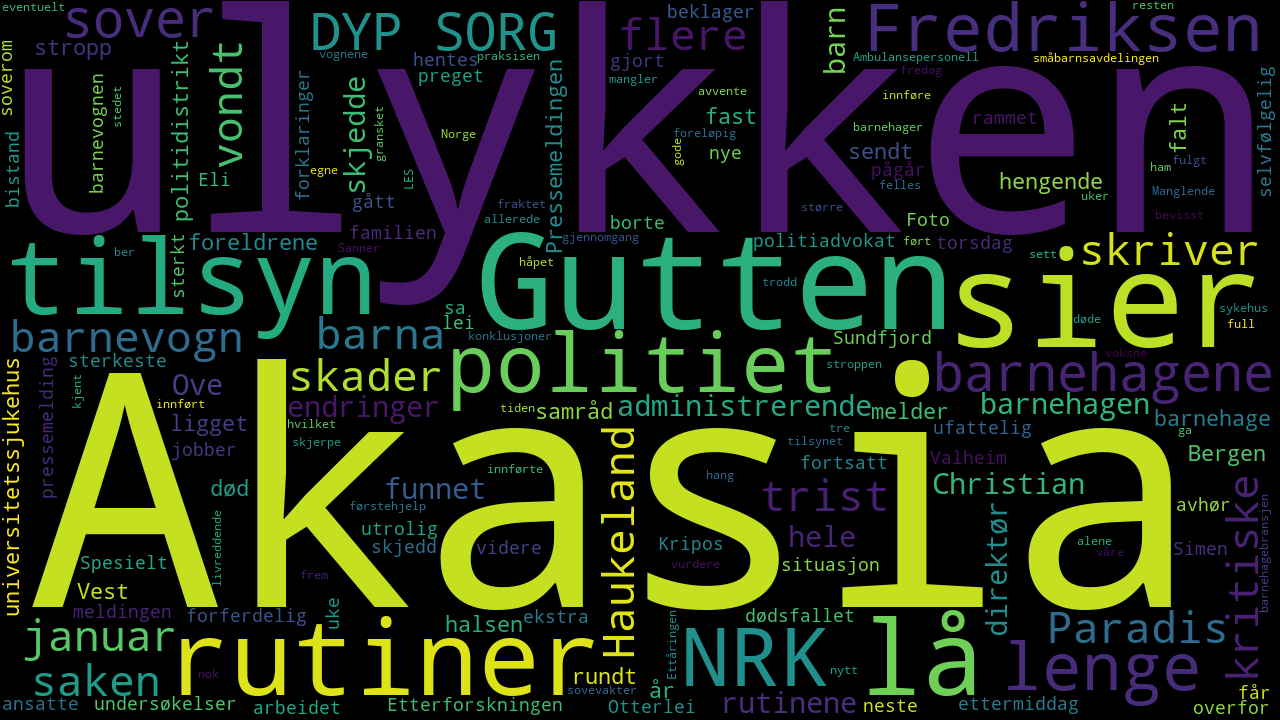 eventuelt
sover
ulykken
DYP SORG
flere
beklager
barn
Fredriksen
resten
soverom
stropp
vondt
vognene
hentes
praksisen
gjort
Ambulansepersonell
småbarnsavdelingen
politidistrikt
forklaringer
skjedde
preget
Pressemeldingen
mangler
fredag
selvfølgelig
barnevognen
stedet
gransket
avvente
innføre
falt
bistand
Norge
foreløpig
fast
barnehager
rammet
Eli
egne
LES
gode
nye
sendt
pågår
felles
hengende
ham
fulgt
Manglende
uker
gått
fraktet
allerede
borte
større
Foto
bevisst
familien
sterkt
foreldrene
Sanner
gjennomgang
politiadvokat
ført
torsdag
skriver
ber
tilsyn
håpet
Gutten
trodd
sett
sier
sa
lei
konklusjoner
Sundfjord
døde
sykehus
full
barnevogn
barna
politiet
stroppen
voksne
universitetssjukehus
pressemelding
sterkeste
kjent
Ove
skader
barnehagene
innført
endringer
hvilket
tiden
samråd
administrerende
melder
barnehagen
barnehage
ligget
jobber
Akasia
skjerpe
Haukeland
tre
tilsynet
ufattelig
ga
fortsatt
Valheim
Bergen
innførte
hang
død
funnet
førstehjelp
trist
Christian
kritiske
avhør
barnehagebransjen
livreddende
utrolig
skjedd
videre
Kripos
hele
direktør
alene
våre
Simen
Spesielt
frem
vurdere
situasjon
Vest
meldingen
forferdelig
uke
halsen
ekstra
Ettåringen
dødsfallet
januar
rutiner
NRK
lå
lenge
Paradis
saken
nok
sovevakter
rundt
nytt
ansatte
undersøkelser
arbeidet
Etterforskningen
Otterlei
år
rutinene
neste
ettermiddag
får
overfor